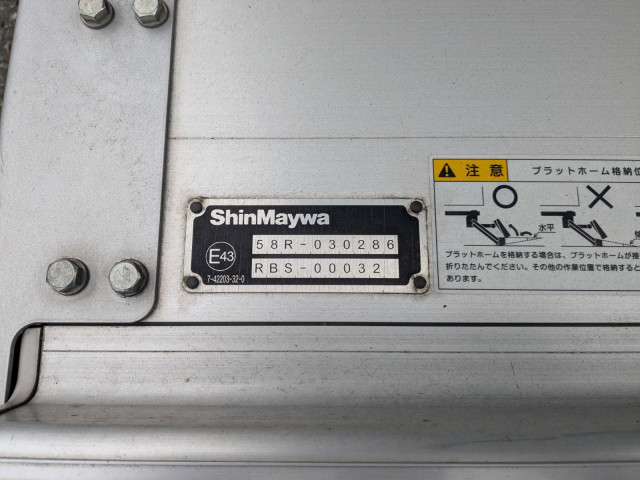 ShinMaywa
58R-030286
E43
RBS-00032
7-42203-32-0
注意
プラットホーム格納位
水平
プラットホームを格納する場合は、プラットホームが接
折りたたんでください。その他の作業位置で格納すると
あります。